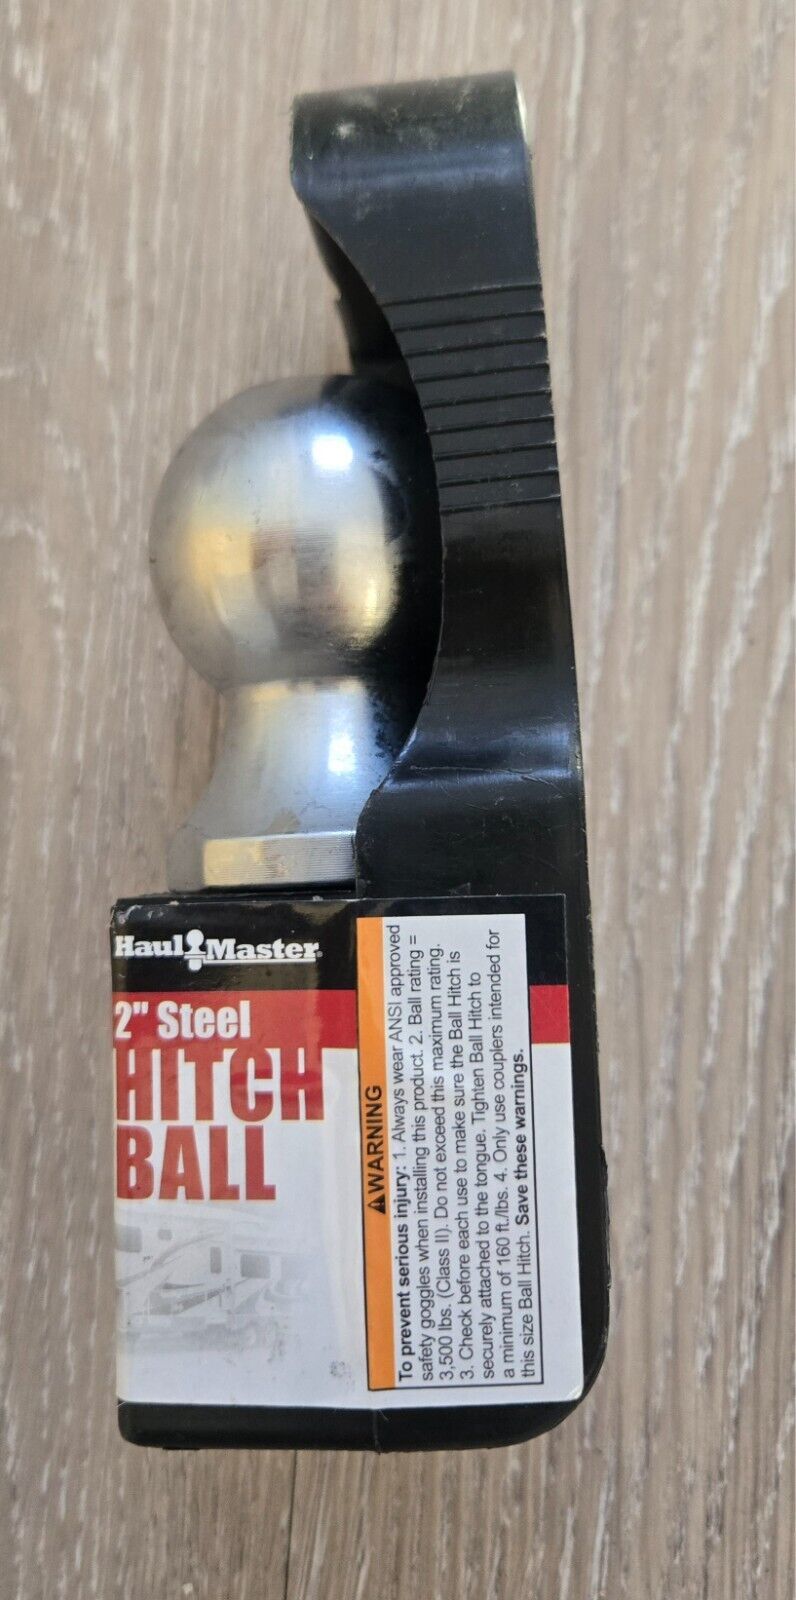 Haul Master
2" Steel
HITCH
BALL
WARNING
To prevent serious injury: 1. Always wear ANSI approved
safety goggles when installing this product. 2. Ball rating =
3,500 lbs. (Class II). Do not exceed this maximum rating.
3. Check before each use to make sure the Ball Hitch is
securely attached to the tongue. Tighten Ball Hitch to
a minimum of 160 ft./lbs. 4. Only use couplers intended for
this size Ball Hitch. Save these warnings.